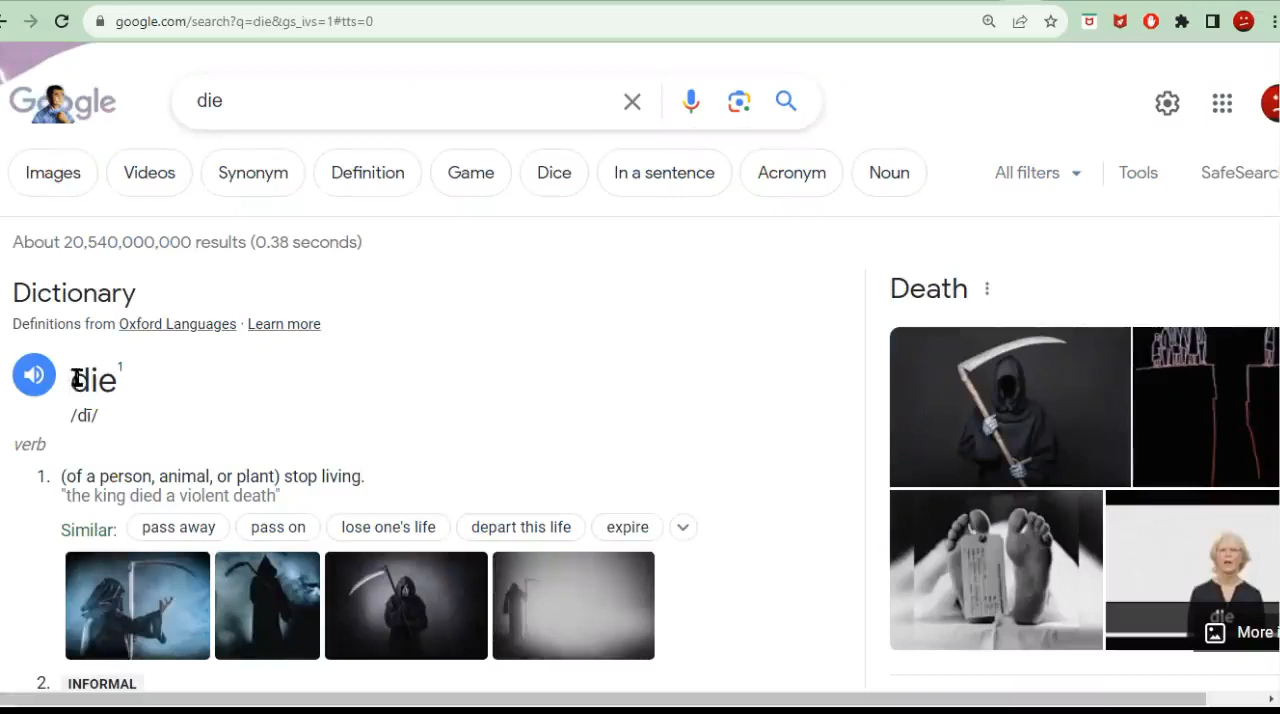 google.com/search?q=die&gs_ivs=1#tts=0
Google
die
Images Videos Synonym Definition Game Dice In a sentence Acronym Noun All filters Tools SafeSearc
About 20,540,000,000 results (0.38 seconds)
Dictionary
Definitions from Oxford Languages · Learn more
die 1
/dī/
verb
1. (of a person, animal, or plant) stop living.
"the king died a violent death"
Similar: pass away pass on lose one's life depart this life expire
2. INFORMAL
Death
die
More i